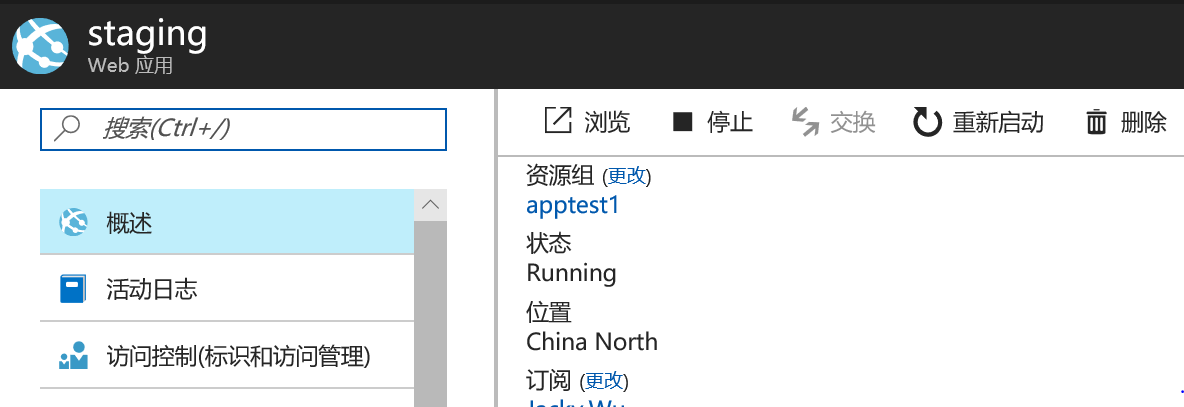 staging
Web 应用
搜索(Ctrl+/)
浏览 停止 交换 重新启动 删除
概述
活动日志
访问控制(标识和访问管理)
资源组 (更改)
apptest1
状态
Running
位置
China North
订阅 (更改)